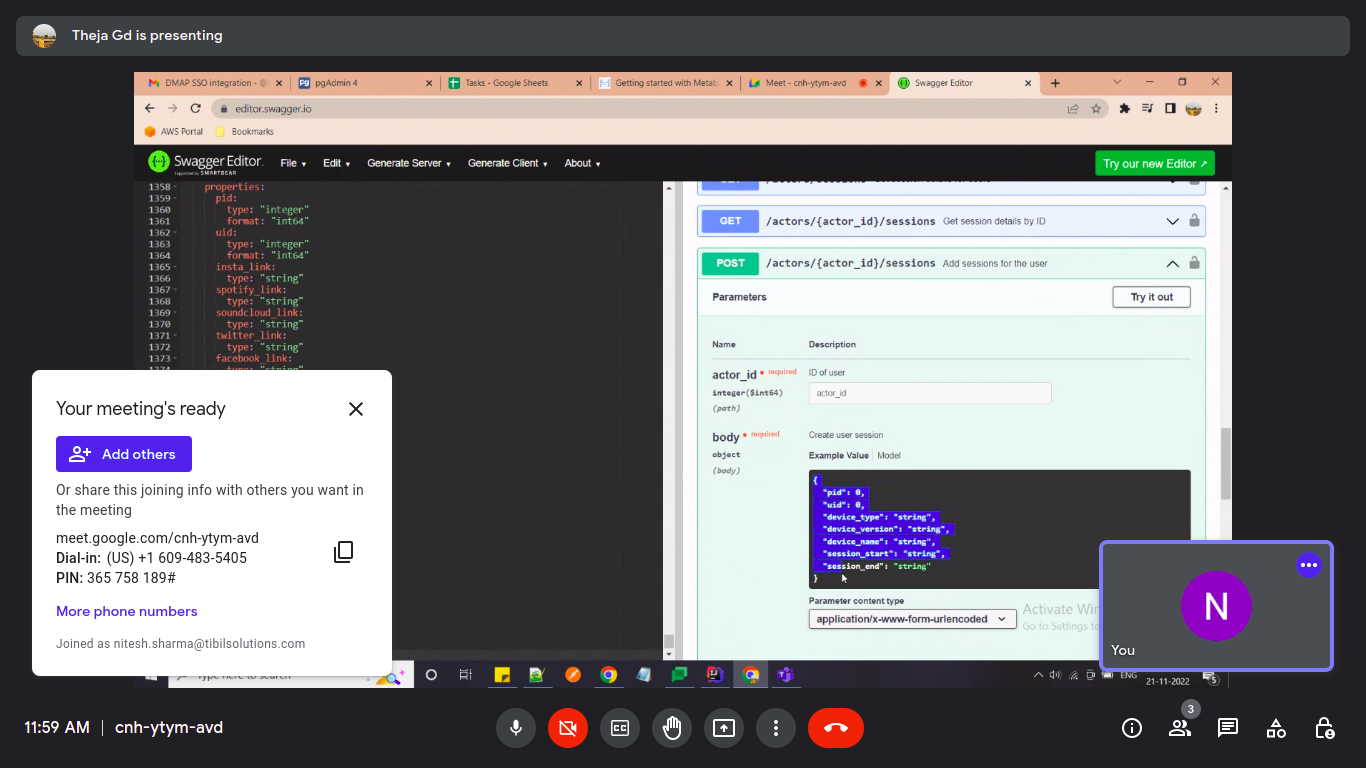 Theja Gd is presenting
DMAP SSO integration - @
pgAdmin 4
Tasks - Google Sheets
Getting started with Metab
Meet - cnh-ytym-avd
Swagger Editor
editor.swagger.io
AWS Portal
Bookmarks
Swagger Editor.
Supported by SMARTBEAR
File
Edit
Generate Server
Generate Client
About
Try our new Editor
1358 properties:
1359 pid:
1360 type: "integer"
1361 format: "int64"
1362 uid:
1363 type: "integer"
1364 format: "int64"
1365 insta_link:
1366 type: "string"
1367 spotify_link:
1368 type: "string"
1369 soundcloud_link:
1370 type: "string"
1371 twitter_link:
1372 type: "string"
1373 facebook_link:
GET /actors/{actor_id}/sessions Get session details by ID
POST /actors/{actor_id}/sessions Add sessions for the user
Parameters
Try it out
Name Description
actor_id * required
integer($int64)
(path)
ID of user
actor_id
body * required
object
(body)
Create user session
Example Value Model
{
"pid": 0,
"uid": 0,
"device_type": "string",
"device_version": "string",
"device_name": "string",
"session_start": "string",
"session_end": "string"
}
Parameter content type
application/x-www-form-urlencoded
Your meeting's ready
Add others
Or share this joining info with others you want in
the meeting
meet.google.com/cnh-ytym-avd
Dial-in: (US) +1 609-483-5405
PIN: 365 758 189#
More phone numbers
Joined as nitesh.sharma@tibilsolutions.com
N
You
Type here to search
ENG
21-11-2022
5
11:59 AM
cnh-ytym-avd
3